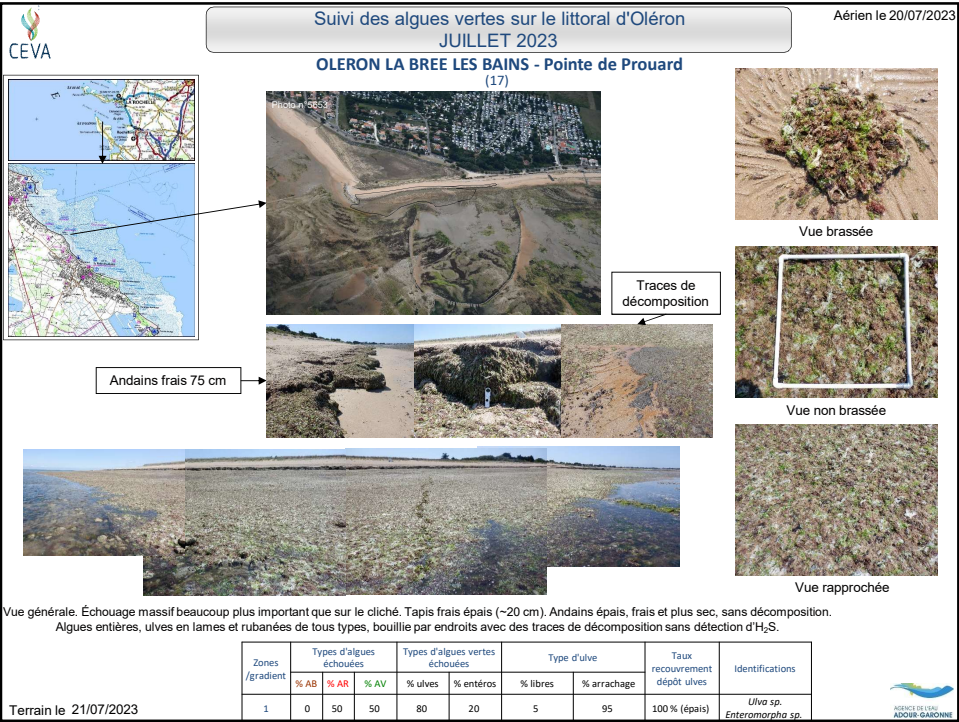 CEVA
Suivi des algues vertes sur le littoral d'Oléron
JUILLET 2023
Aérien le 20/07/2023
OLERON LA BREE LES BAINS - Pointe de Prouard
(17)
Photo n°5653
LA ROCHELLE
Vue brassée
Traces de
décomposition
Andains frais 75 cm
Vue non brassée
Vue rapprochée
Vue générale. Échouage massif beaucoup plus important que sur le cliché. Tapis frais épais (~20 cm). Andains épais, frais et plus sec, sans décomposition.
Algues entières, ulves en lames et rubanées de tous types, bouillie par endroits avec des traces de décomposition sans détection d'H₂S.
Zones
/gradient
Types d'algues
échouées
Types d'algues vertes
échouées
Type d'ulve
Taux
recouvrement
dépôt ulves
Identifications
% AB % AR % AV % ulves % entéros % libres % arrachage
1 0 50 50 80 20 5 95 100 % (épais) Ulva sp.
Enteromorpha sp.
Terrain le 21/07/2023
AGENCE DE L'EAU
ADOUR-GARONNE